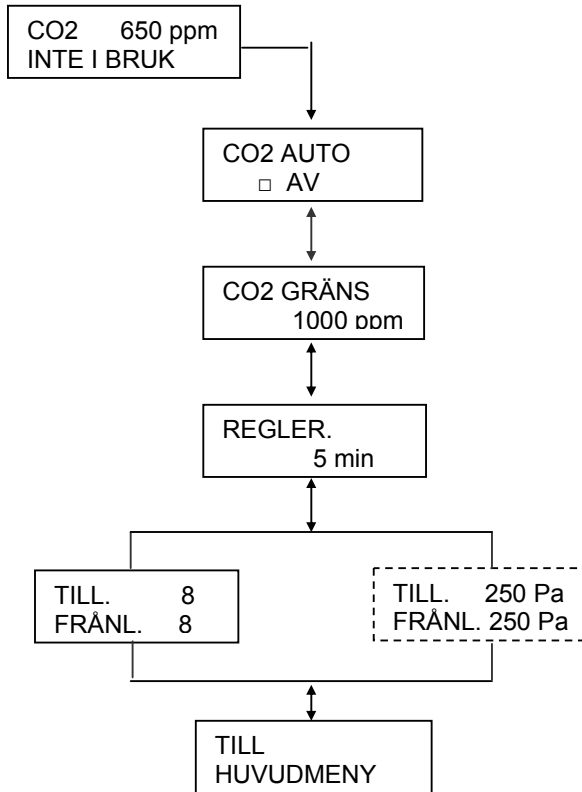 CO2 650 ppm
INTE I BRUK
CO2 AUTO
□ AV
CO2 GRÄNS
1000 ppm
REGLER.
5 min
TILL. 8
FRÅNL. 8
TILL. 250 Pa
FRÅNL. 250 Pa
TILL
HUVUDMENY